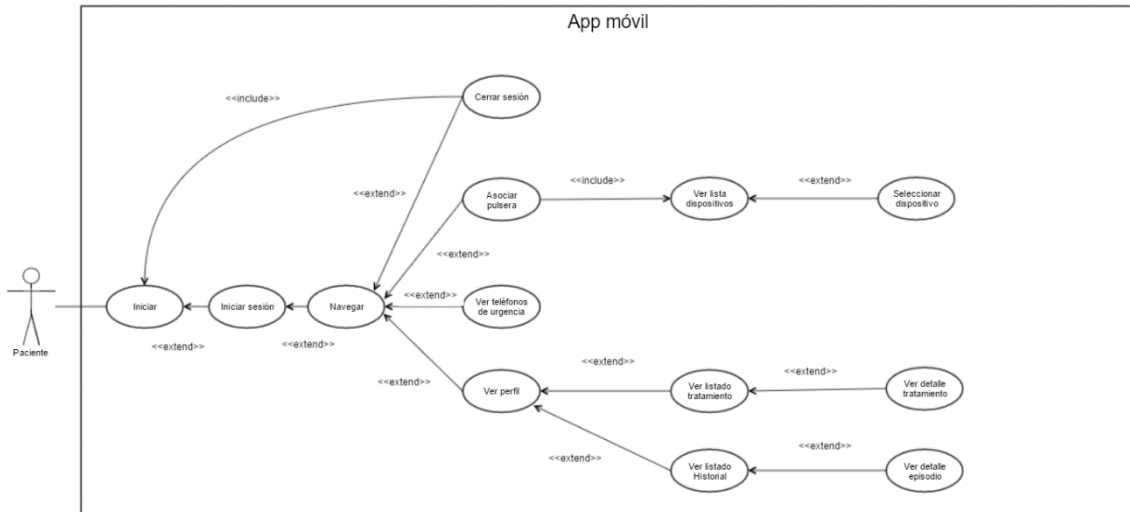 App móvil
Cerrar sesión
<<include>>
<<extend>>
Asociar
pulsera
<<include>>
Ver lista
dispositivos
<<extend>>
Seleccionar
dispositivo
<<extend>>
Paciente
Iniciar
<<extend>>
Iniciar sesión
<<extend>>
Navegar
<<extend>>
Ver teléfonos
de urgencia
<<extend>>
Ver perfil
<<extend>>
Ver listado
tratamiento
<<extend>>
Ver detalle
tratamiento
<<extend>>
Ver listado
Historial
<<extend>>
Ver detalle
episodio